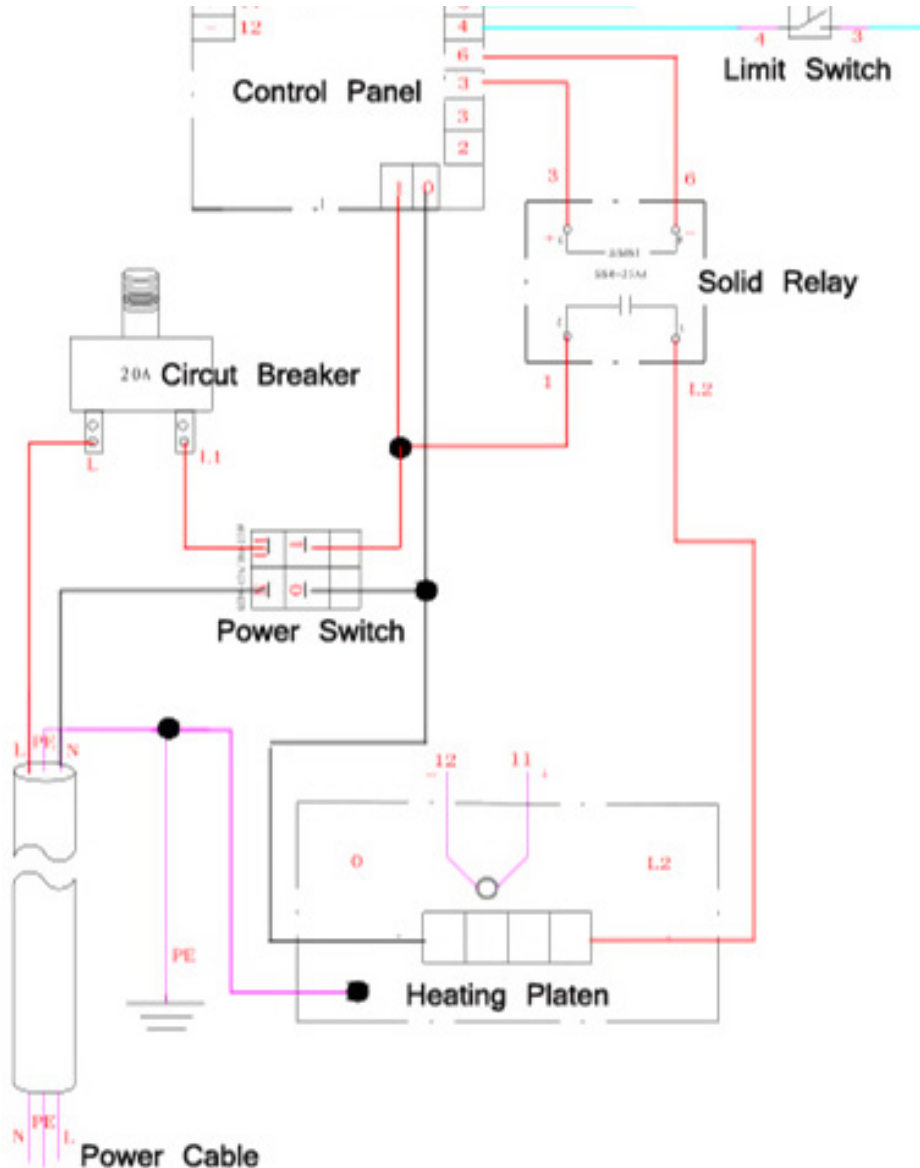 - 12
4
6
3
3
2
1 0
Control Panel
4 3
Limit Switch
3 6
+ -
Solid Relay
1 L2
20A Circut Breaker
L L1
Power Switch
L PE N
- 12 11 +
0 L2
PE
Heating Platen
N PE L
Power Cable